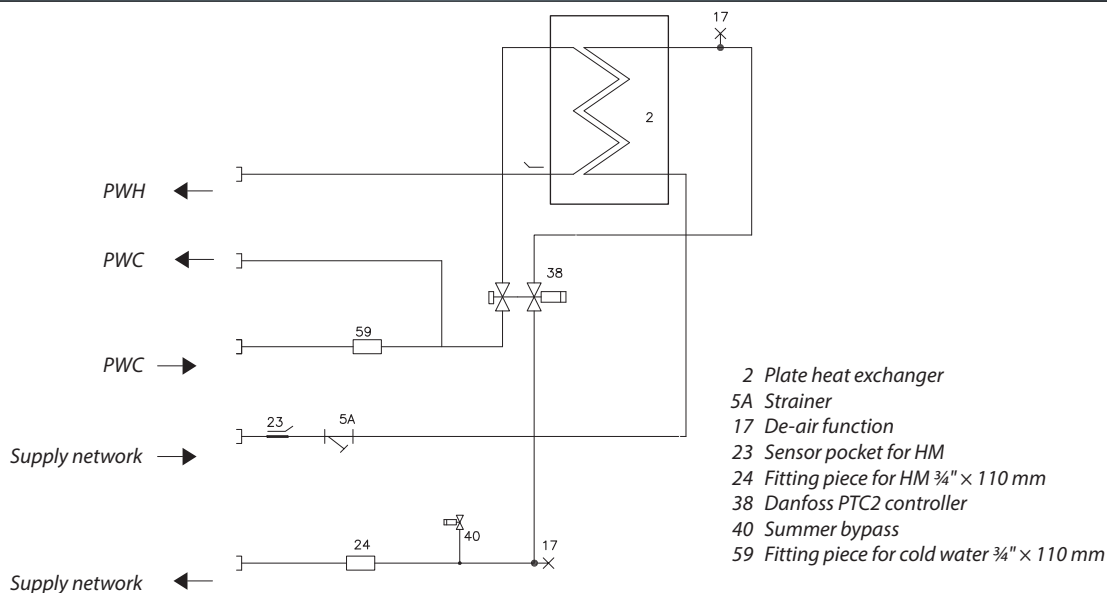 17
2
PWH
PWC
38
59
PWC
23
5A
Supply network
40
24
17
Supply network
2 Plate heat exchanger
5A Strainer
17 De-air function
23 Sensor pocket for HM
24 Fitting piece for HM ¾" × 110 mm
38 Danfoss PTC2 controller
40 Summer bypass
59 Fitting piece for cold water ¾" × 110 mm